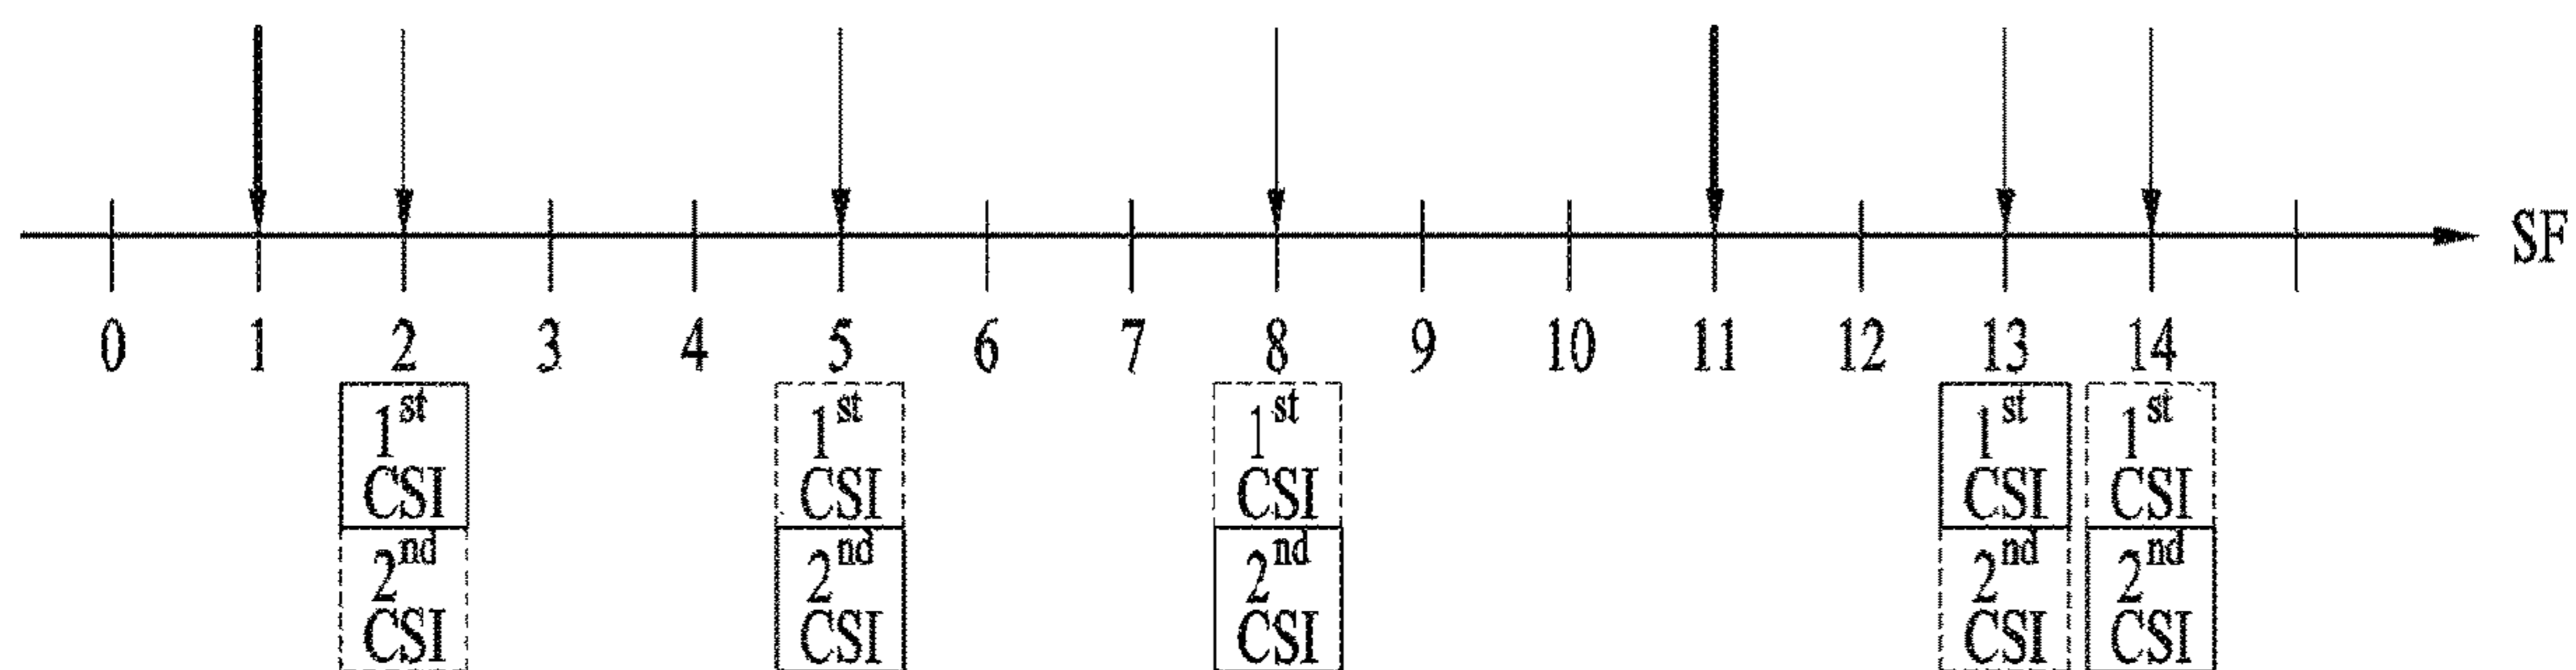 SF
0 1 2 3 4 5 6 7 8 9 10 11 12 13 14
1st CSI 1st CSI 1st CSI 1st CSI 1st CSI
2nd CSI 2nd CSI 2nd CSI 2nd CSI 2nd CSI